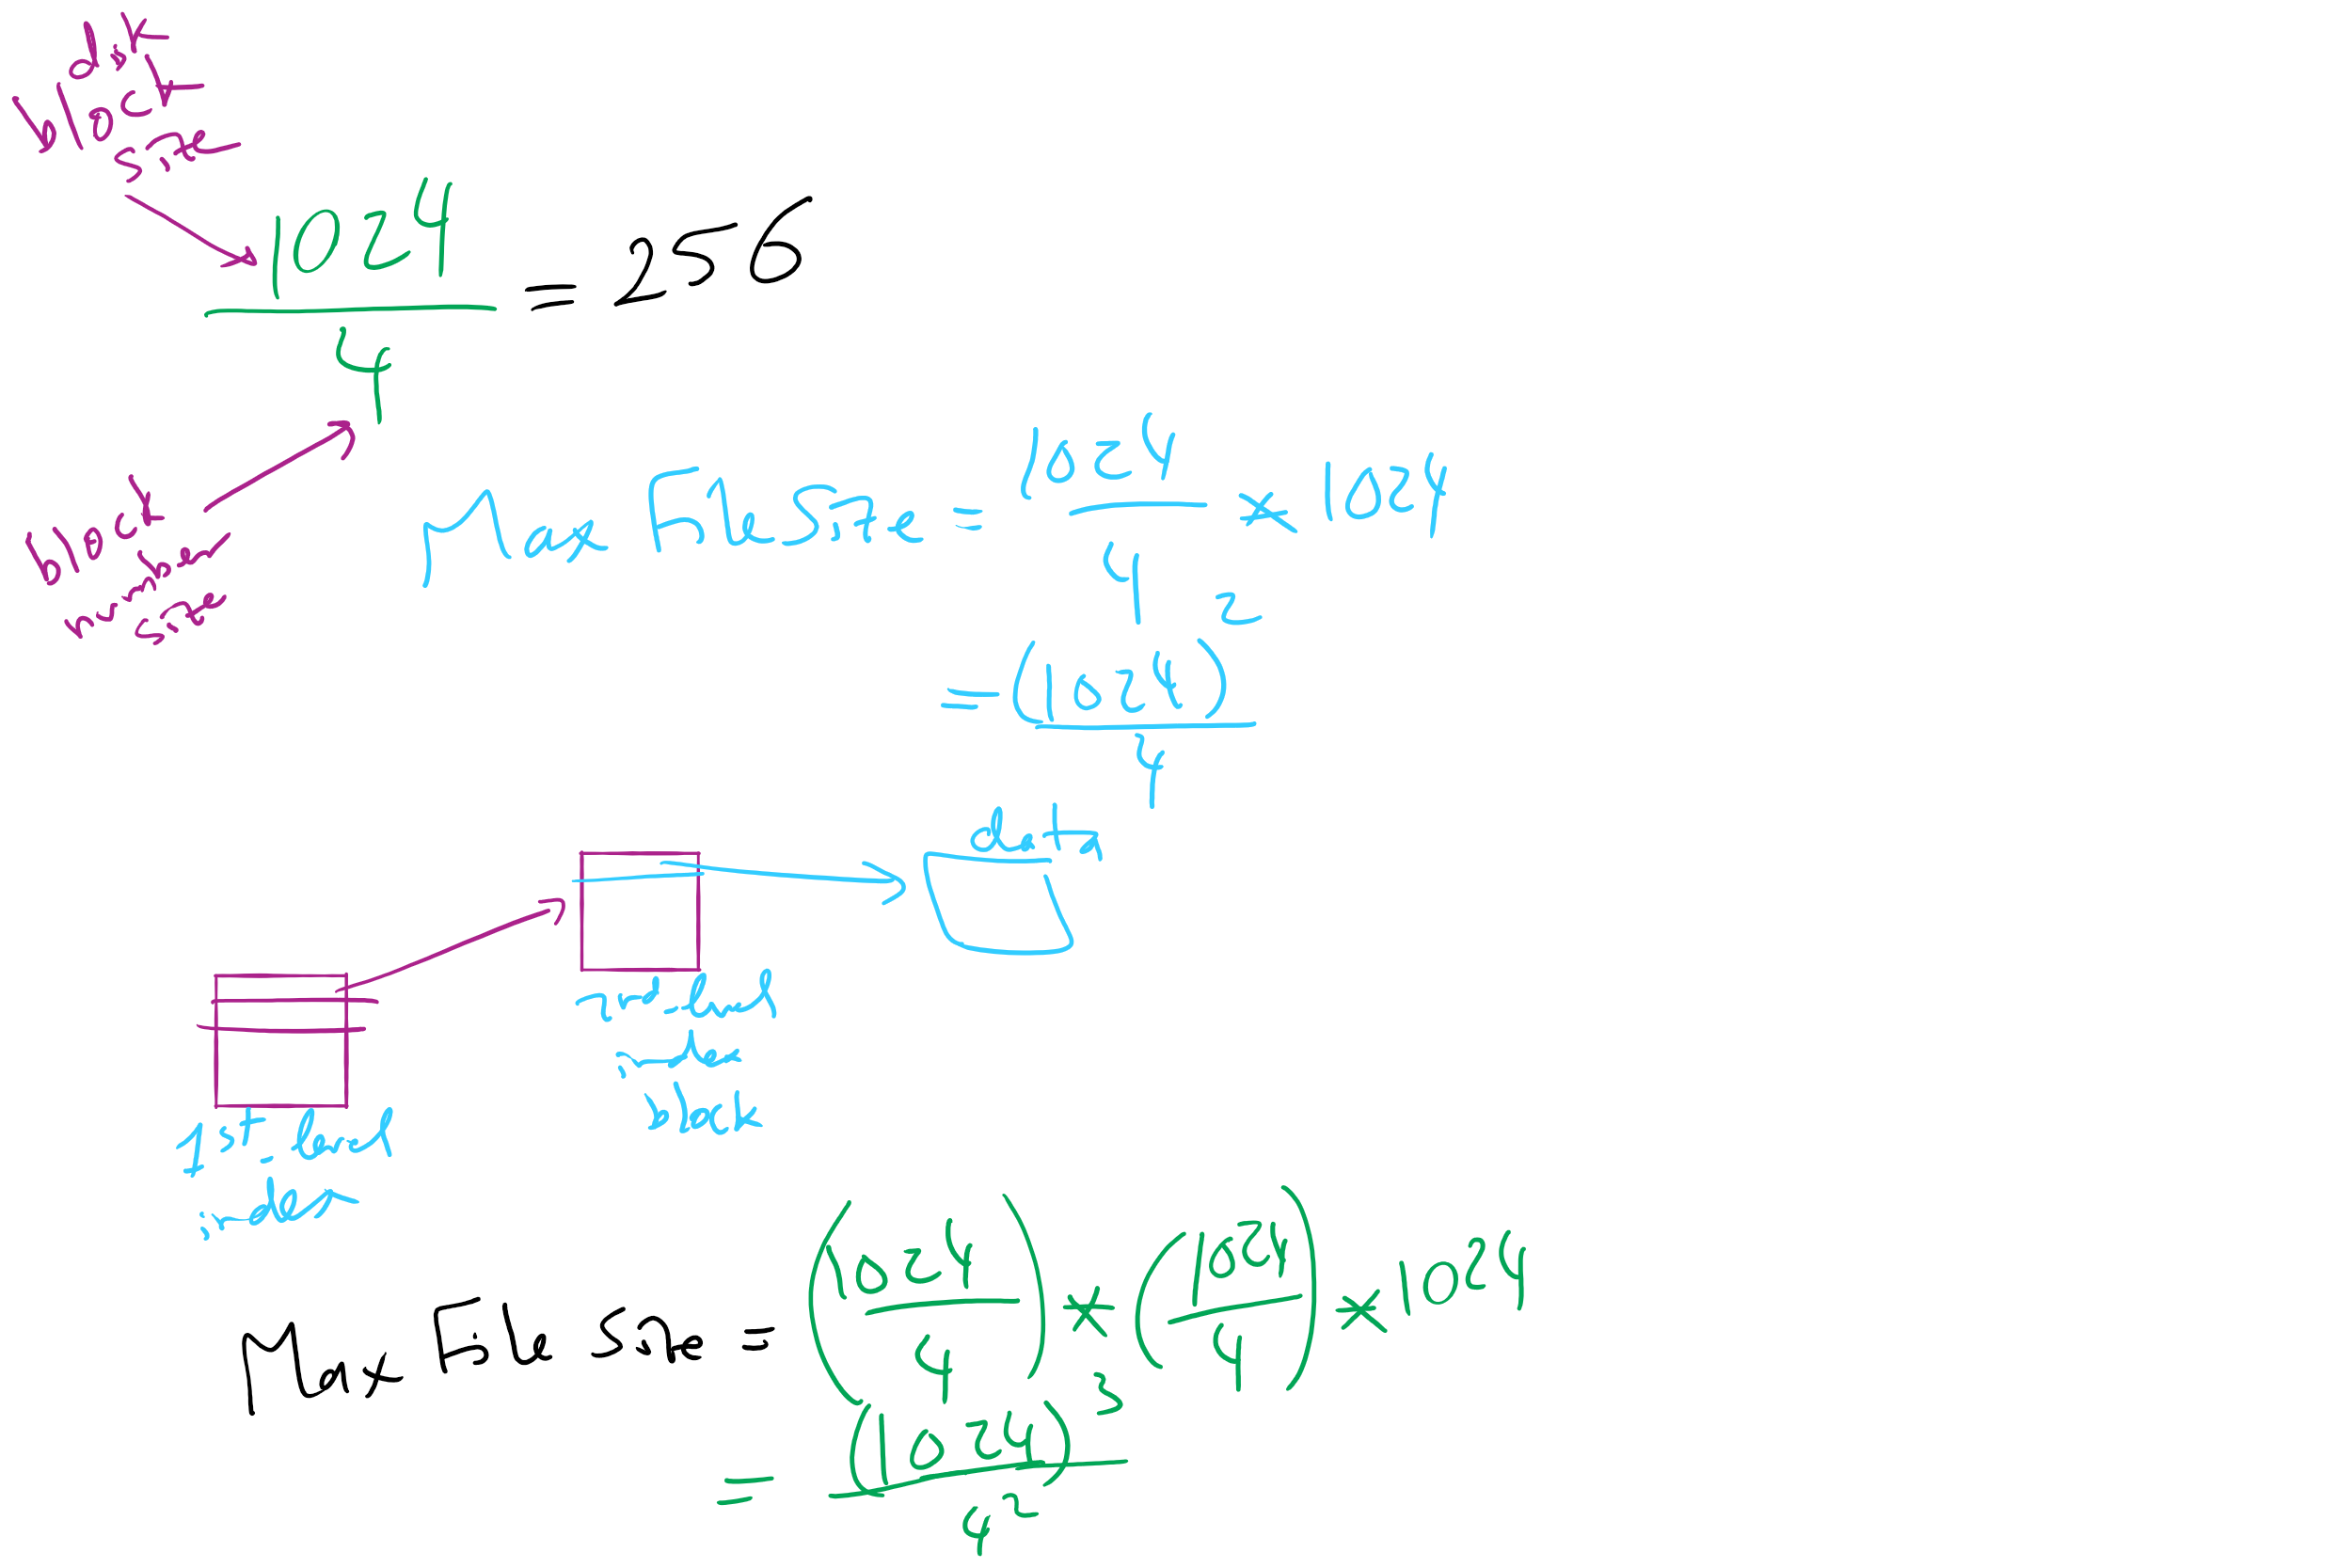 disk
block
size
1024
/ 4 = 256
block
number
size
Max File Size = 1024 / 4 * 1024
= (1024)^2 / 4
data
2nd-level
index
block
1st-level
index
Max File Size = (1024 / 4) * (1024 / 4) * 1024
= (1024)^3 / 4^2